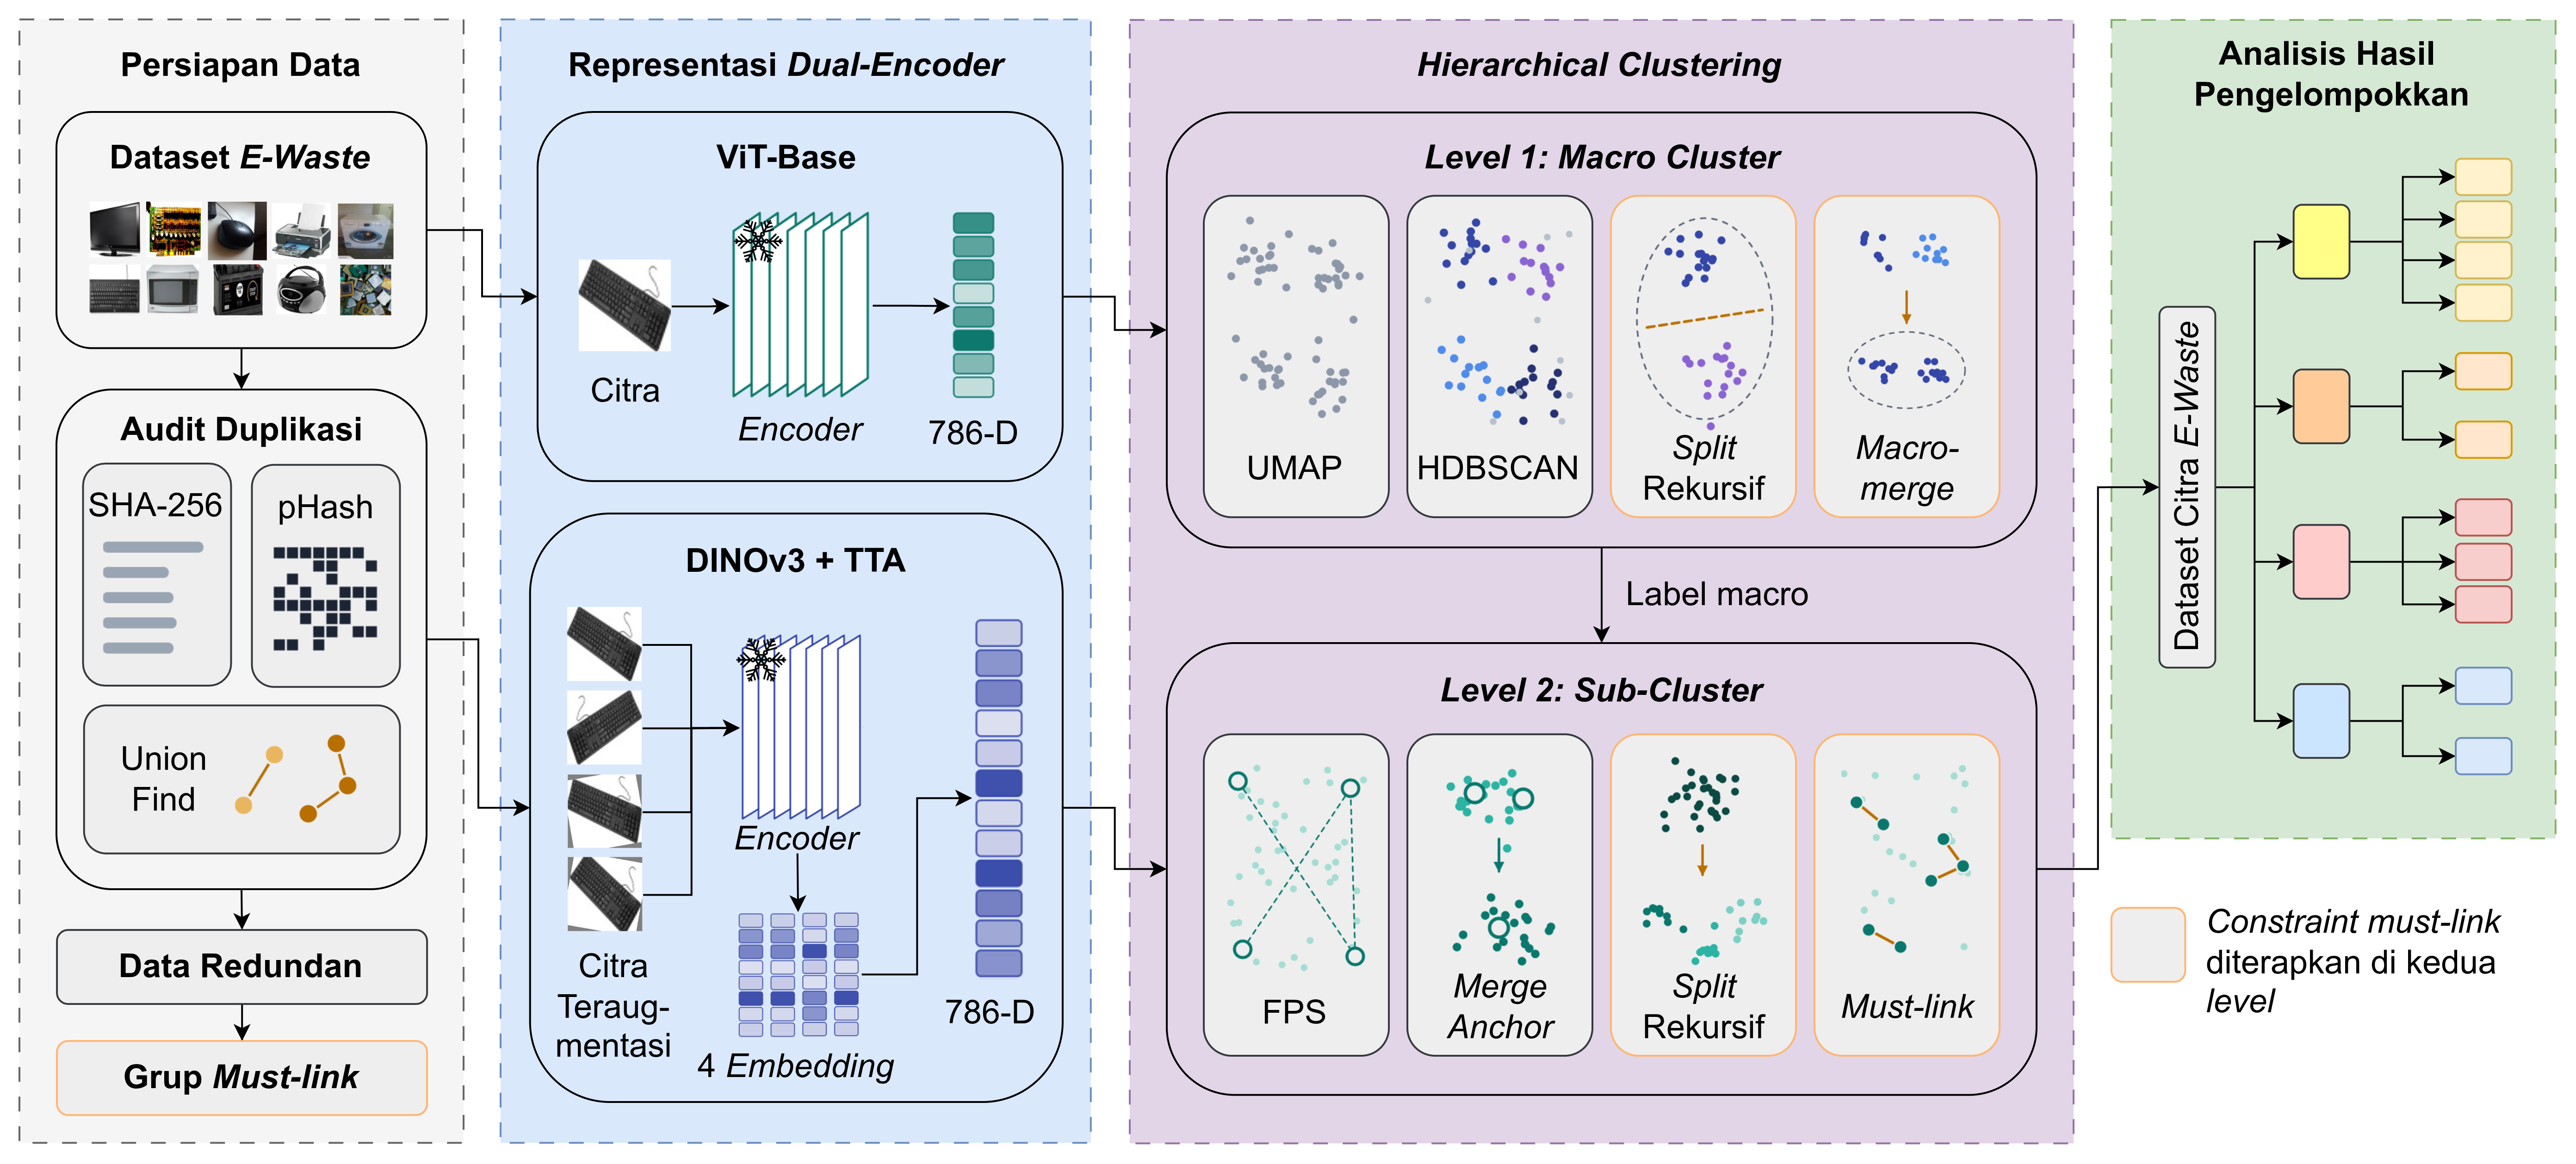 Persiapan Data
Dataset E-Waste
Audit Duplikasi
SHA-256
pHash
Union
Find
Data Redundan
Grup Must-link
Representasi Dual-Encoder
ViT-Base
Citra
Encoder
786-D
DINOv3 + TTA
Encoder
Citra
Teraug-
mentasi
4 Embedding
786-D
Hierarchical Clustering
Level 1: Macro Cluster
UMAP
HDBSCAN
Split
Rekursif
Macro-
merge
Label macro
Level 2: Sub-Cluster
FPS
Merge
Anchor
Split
Rekursif
Must-link
Analisis Hasil
Pengelompokkan
Dataset Citra E-Waste
Constraint must-link
diterapkan di kedua
level